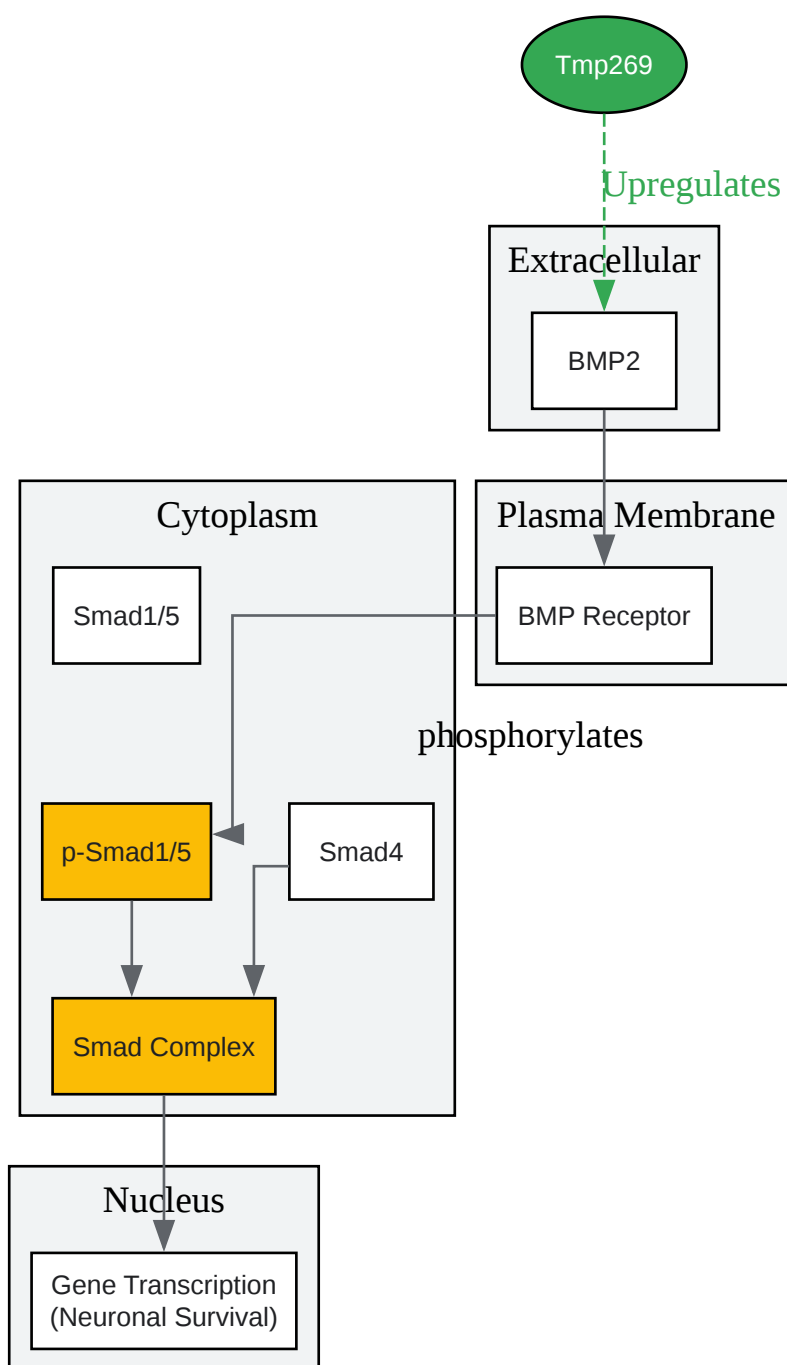 Tmp269
Upregulates
Extracellular
BMP2
Cytoplasm
Plasma Membrane
Smad1/5
BMP Receptor
phosphorylates
p-Smad1/5
Smad4
Smad Complex
Nucleus
Gene Transcription
(Neuronal Survival)